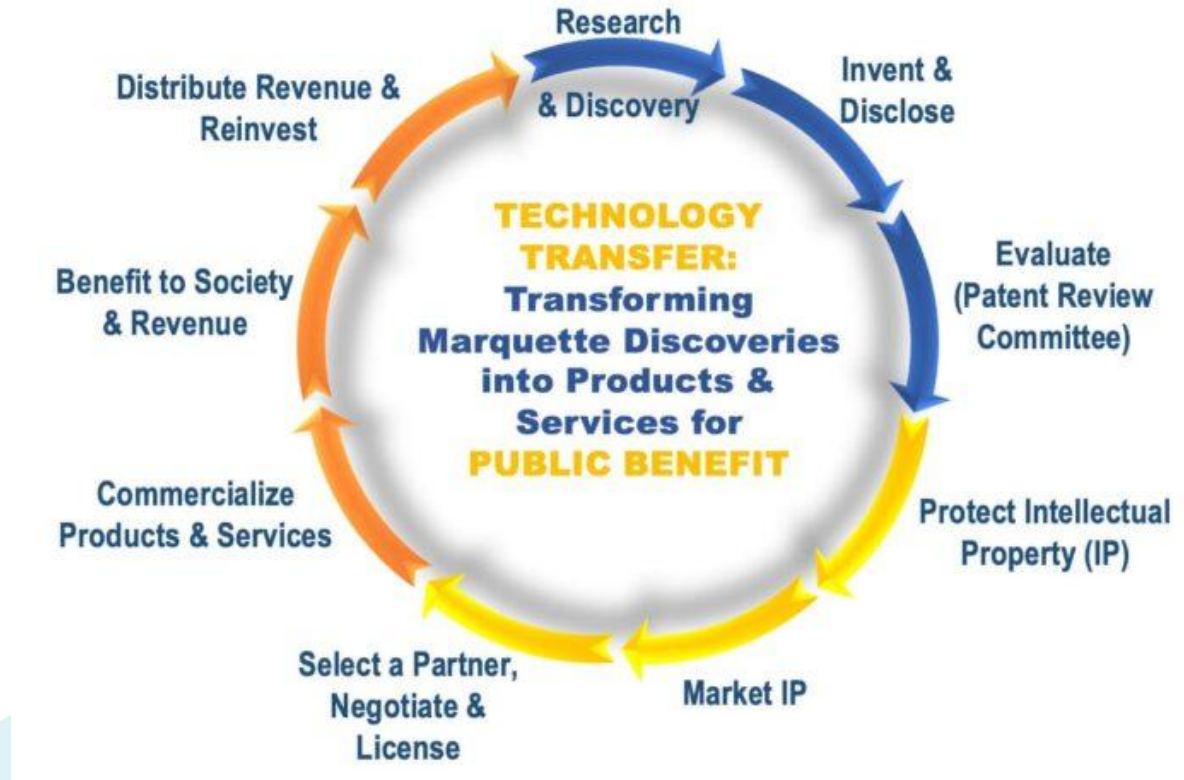 Research
& Discovery
Invent &
Disclose
Evaluate
(Patent Review
Committee)
Protect Intellectual
Property (IP)
Market IP
Select a Partner,
Negotiate &
License
Commercialize
Products & Services
Benefit to Society
& Revenue
Distribute Revenue &
Reinvest
TECHNOLOGY
TRANSFER:
Transforming
Marquette Discoveries
into Products &
Services for
PUBLIC BENEFIT